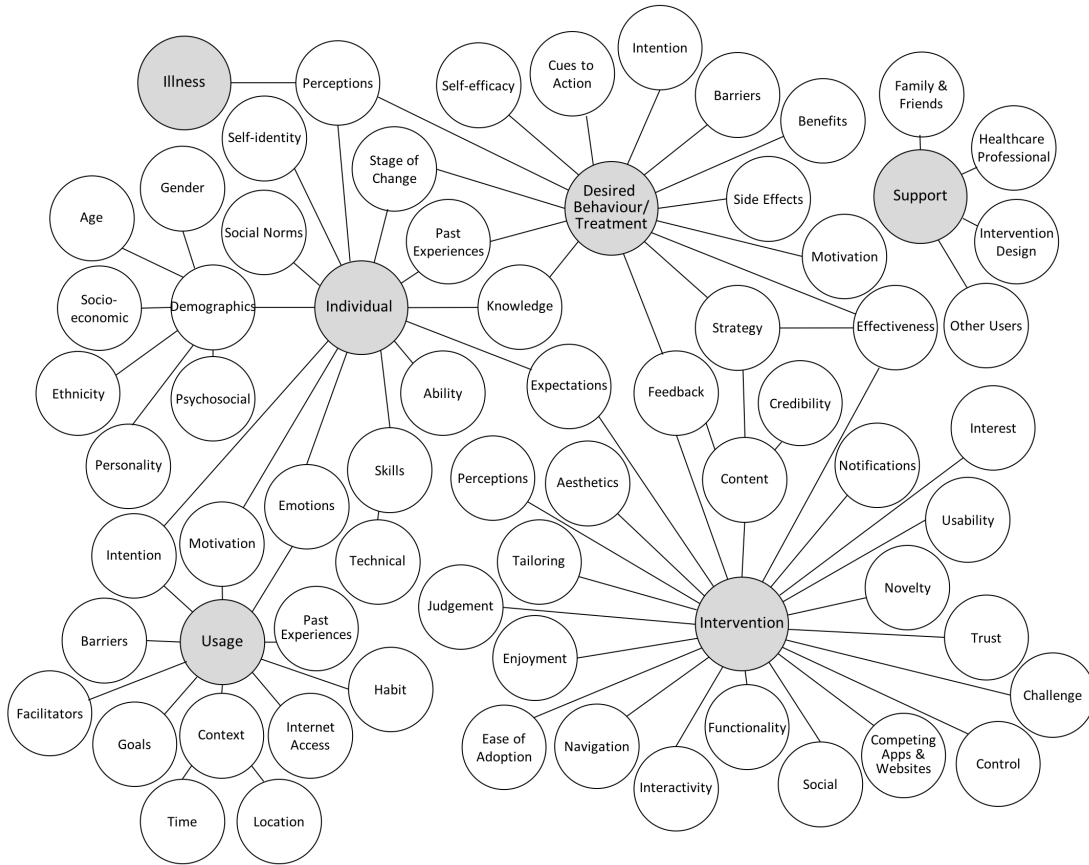 Illness
Perceptions
Self-efficacy
Cues to
Action
Intention
Barriers
Benefits
Family &
Friends
Healthcare
Professional
Self-identity
Stage of
Change
Desired
Behaviour/
Treatment
Side Effects
Support
Gender
Age
Social Norms
Past
Experiences
Motivation
Intervention
Design
Socio-
economic
Demographics
Individual
Knowledge
Strategy
Effectiveness
Other Users
Ethnicity
Psychosocial
Ability
Expectations
Feedback
Credibility
Interest
Personality
Skills
Perceptions
Aesthetics
Content
Notifications
Emotions
Usability
Intention
Motivation
Technical
Tailoring
Novelty
Judgement
Intervention
Barriers
Usage
Past
Experiences
Enjoyment
Trust
Habit
Challenge
Facilitators
Goals
Context
Internet
Access
Ease of
Adoption
Navigation
Functionality
Competing
Apps &
Websites
Control
Interactivity
Social
Time
Location